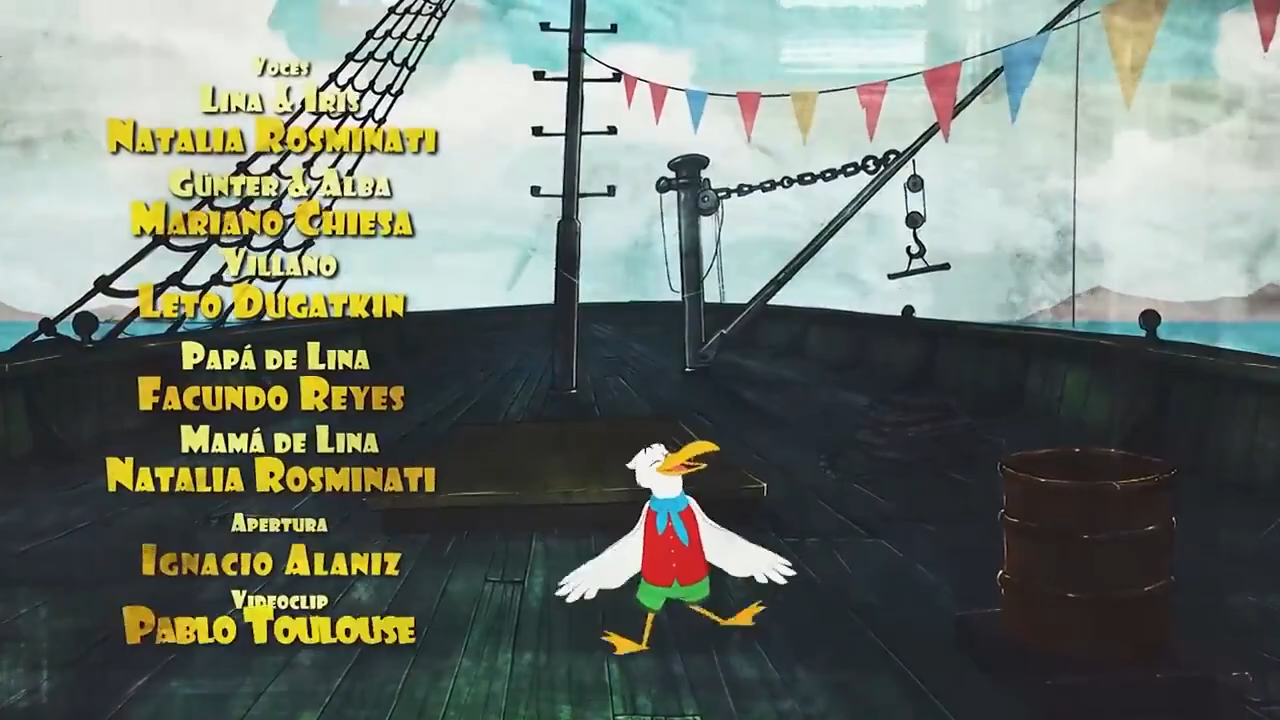 Voces
Lina & Iris
Natalia Rosminati
Günter & Alba
Mariano Chiesa
Villano
Leto Dugatkin
Papá de Lina
Facundo Reyes
Mamá de Lina
Natalia Rosminati
Apertura
Ignacio Alaniz
Videoclip
Pablo Toulouse